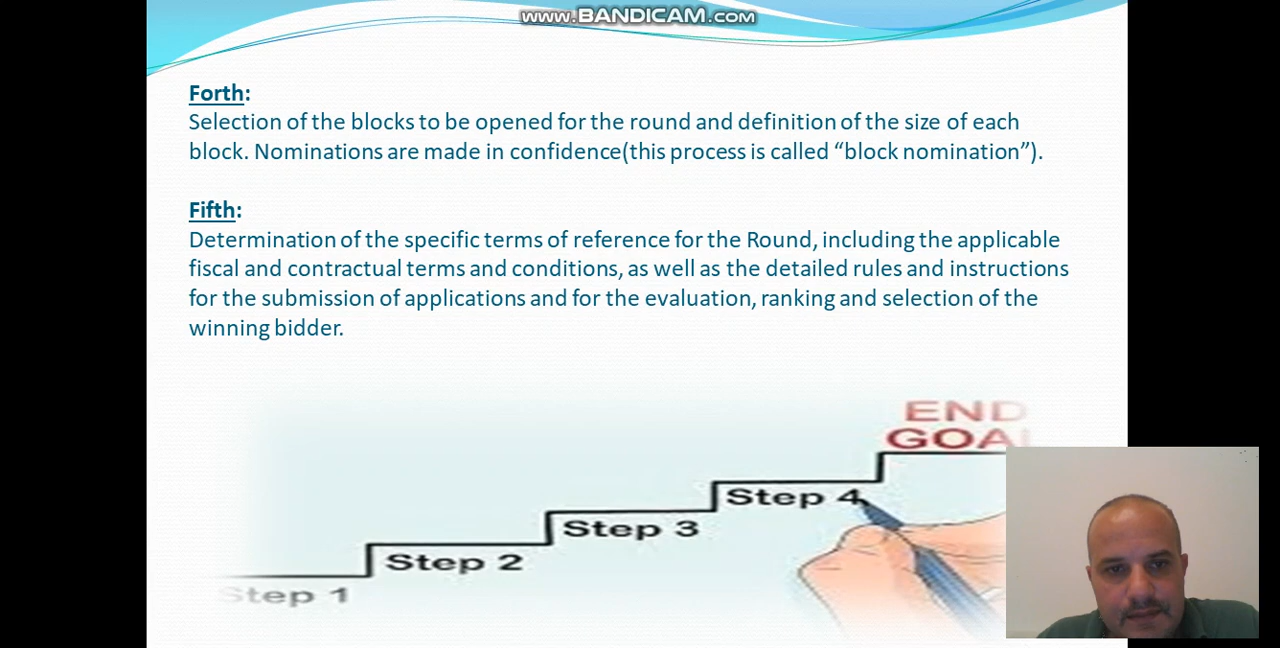 www.BANDICAM.com
Forth:
Selection of the blocks to be opened for the round and definition of the size of each
block. Nominations are made in confidence(this process is called “block nomination”).
Fifth:
Determination of the specific terms of reference for the Round, including the applicable
fiscal and contractual terms and conditions, as well as the detailed rules and instructions
for the submission of applications and for the evaluation, ranking and selection of the
winning bidder.
END
GOAL
Step 4
Step 3
Step 2
Step 1